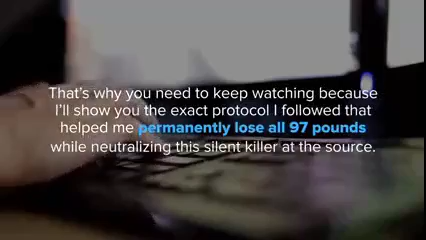 That's why you need to keep watching because
I'll show you the exact protocol I followed that
helped me permanently lose all 97 pounds
while neutralizing this silent killer at the source.